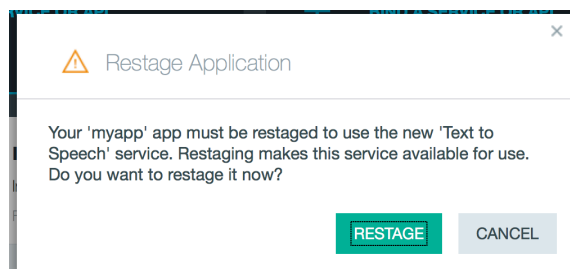 ×
Restage Application
Your 'myapp' app must be restaged to use the new 'Text to
Speech' service. Restaging makes this service available for use.
Do you want to restage it now?
RESTAGE CANCEL